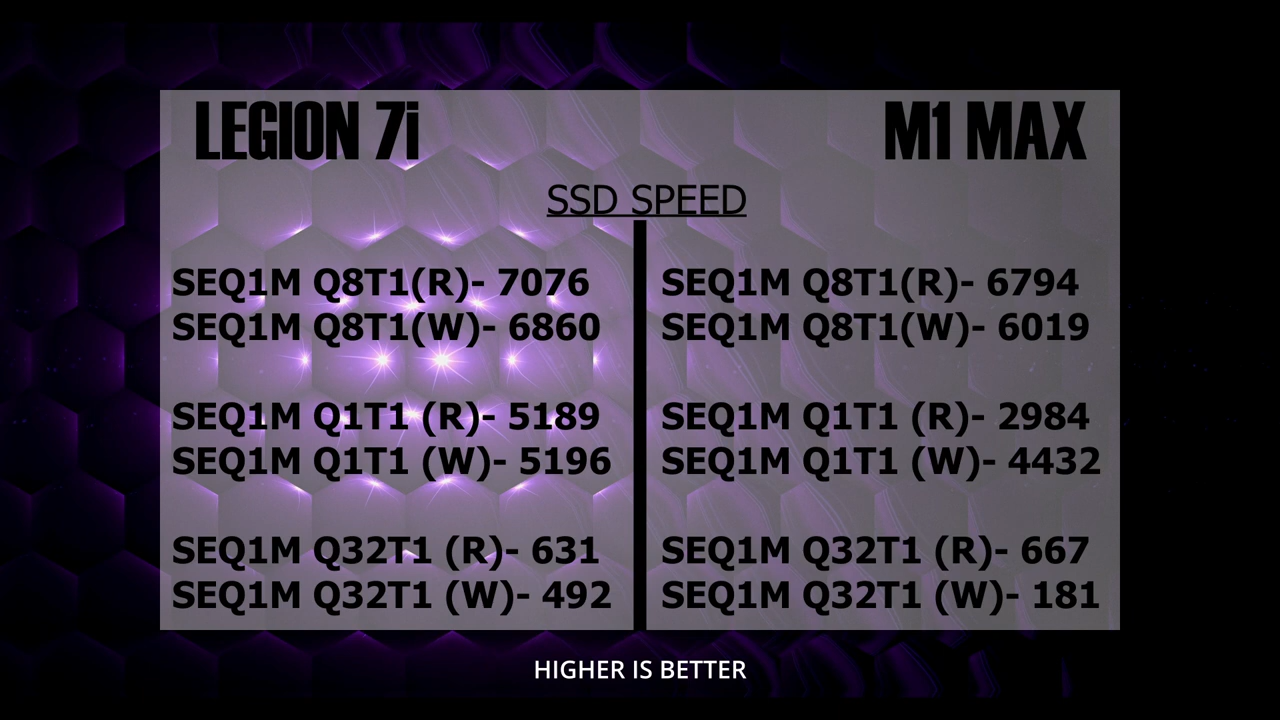 LEGION 7i
M1 MAX
SSD SPEED
SEQ1M Q8T1(R)- 7076
SEQ1M Q8T1(W)- 6860
SEQ1M Q1T1 (R)- 5189
SEQ1M Q1T1 (W)- 5196
SEQ1M Q32T1 (R)- 631
SEQ1M Q32T1 (W)- 492
SEQ1M Q8T1(R)- 6794
SEQ1M Q8T1(W)- 6019
SEQ1M Q1T1 (R)- 2984
SEQ1M Q1T1 (W)- 4432
SEQ1M Q32T1 (R)- 667
SEQ1M Q32T1 (W)- 181
HIGHER IS BETTER